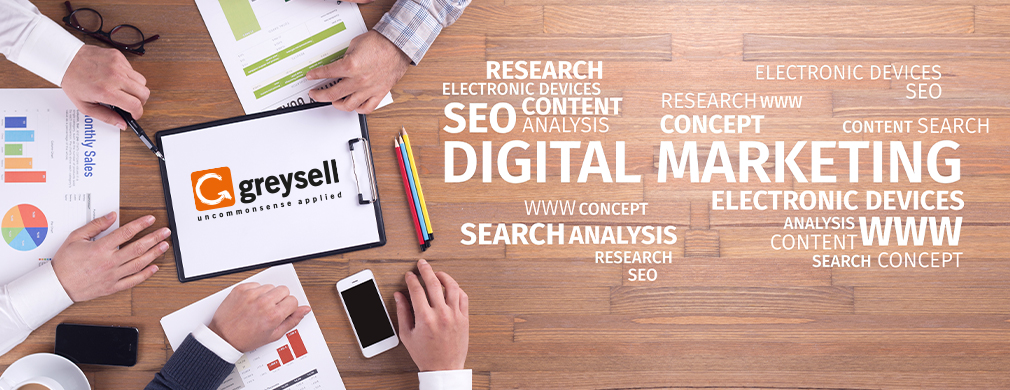 Monthly Sales
greysell
uncommonsense applied
RESEARCH
ELECTRONIC DEVICES
SEO CONTENT
ANALYSIS
RESEARCH WWW
CONCEPT
ELECTRONIC DEVICES
SEO
CONTENT SEARCH
DIGITAL MARKETING
WWW CONCEPT
SEARCH ANALYSIS
RESEARCH
SEO
ELECTRONIC DEVICES
ANALYSIS
CONTENT WWW
SEARCH CONCEPT